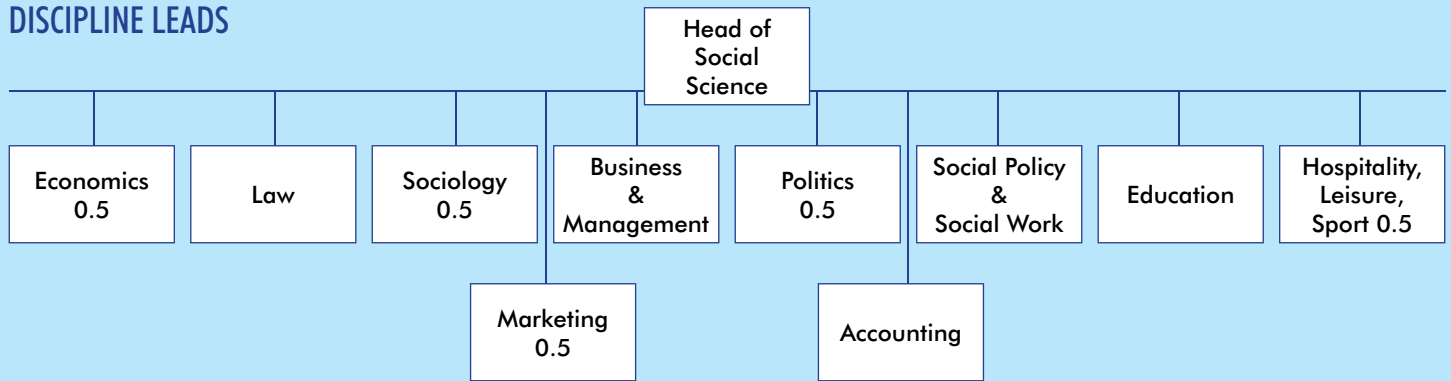 DISCIPLINE LEADS
Head of
Social
Science
Economics
0.5
Law
Sociology
0.5
Business
&
Management
Politics
0.5
Social Policy
&
Social Work
Education
Hospitality,
Leisure,
Sport 0.5
Marketing
0.5
Accounting